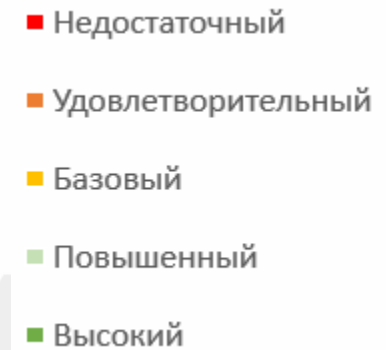 Недостаточный
Удовлетворительный
Базовый
Повышенный
Высокий